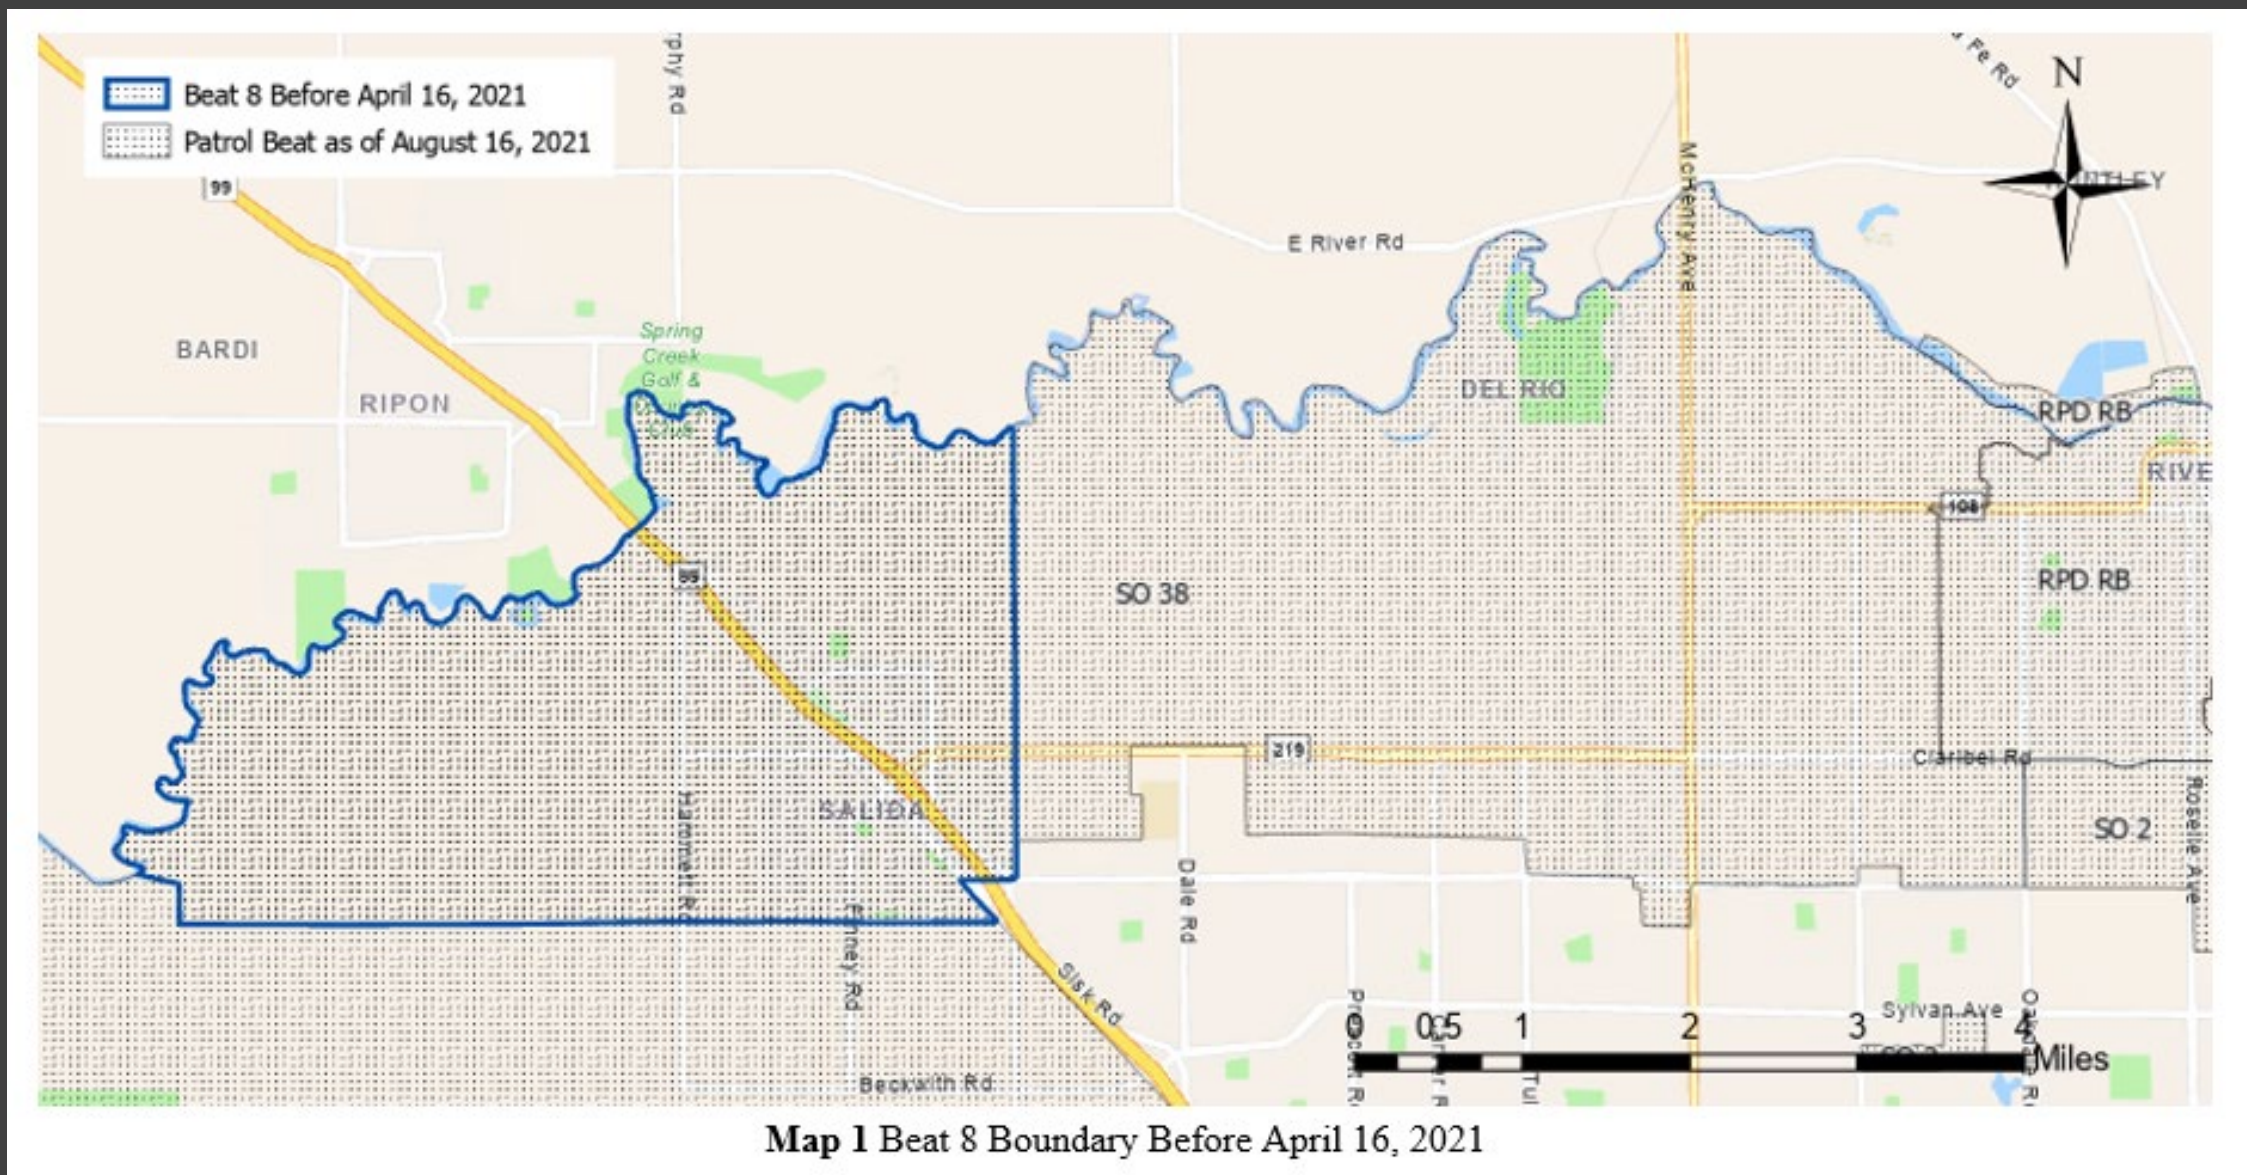 Beat 8 Before April 16, 2021
Patrol Beat as of August 16, 2021
99
N
E River Rd
McHenry Ave
BARDI
RIPON
Spring
Creek
Golf &
Club
DEL RIO
RPD RB
RIVE
108
99
SO 38
RPD RB
219
Claribel Rd
SALIDA
SO 2
Roselle Ave
Hammett Rd
Dale Rd
Finney Rd
Sisk Rd
Sylvan Ave
0 0.5 1 2 3 4
Miles
Beckwith Rd
Map 1 Beat 8 Boundary Before April 16, 2021